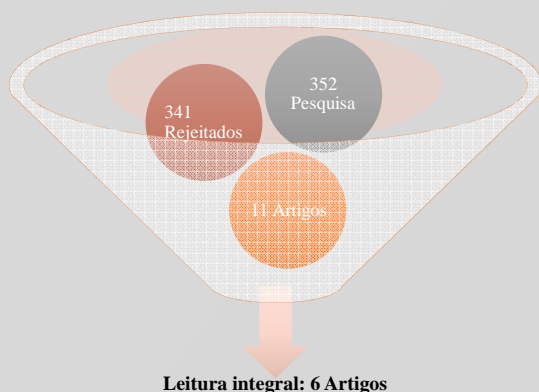 352
Pesquisa
341
Rejeitados
11 Artigos
Leitura integral: 6 Artigos